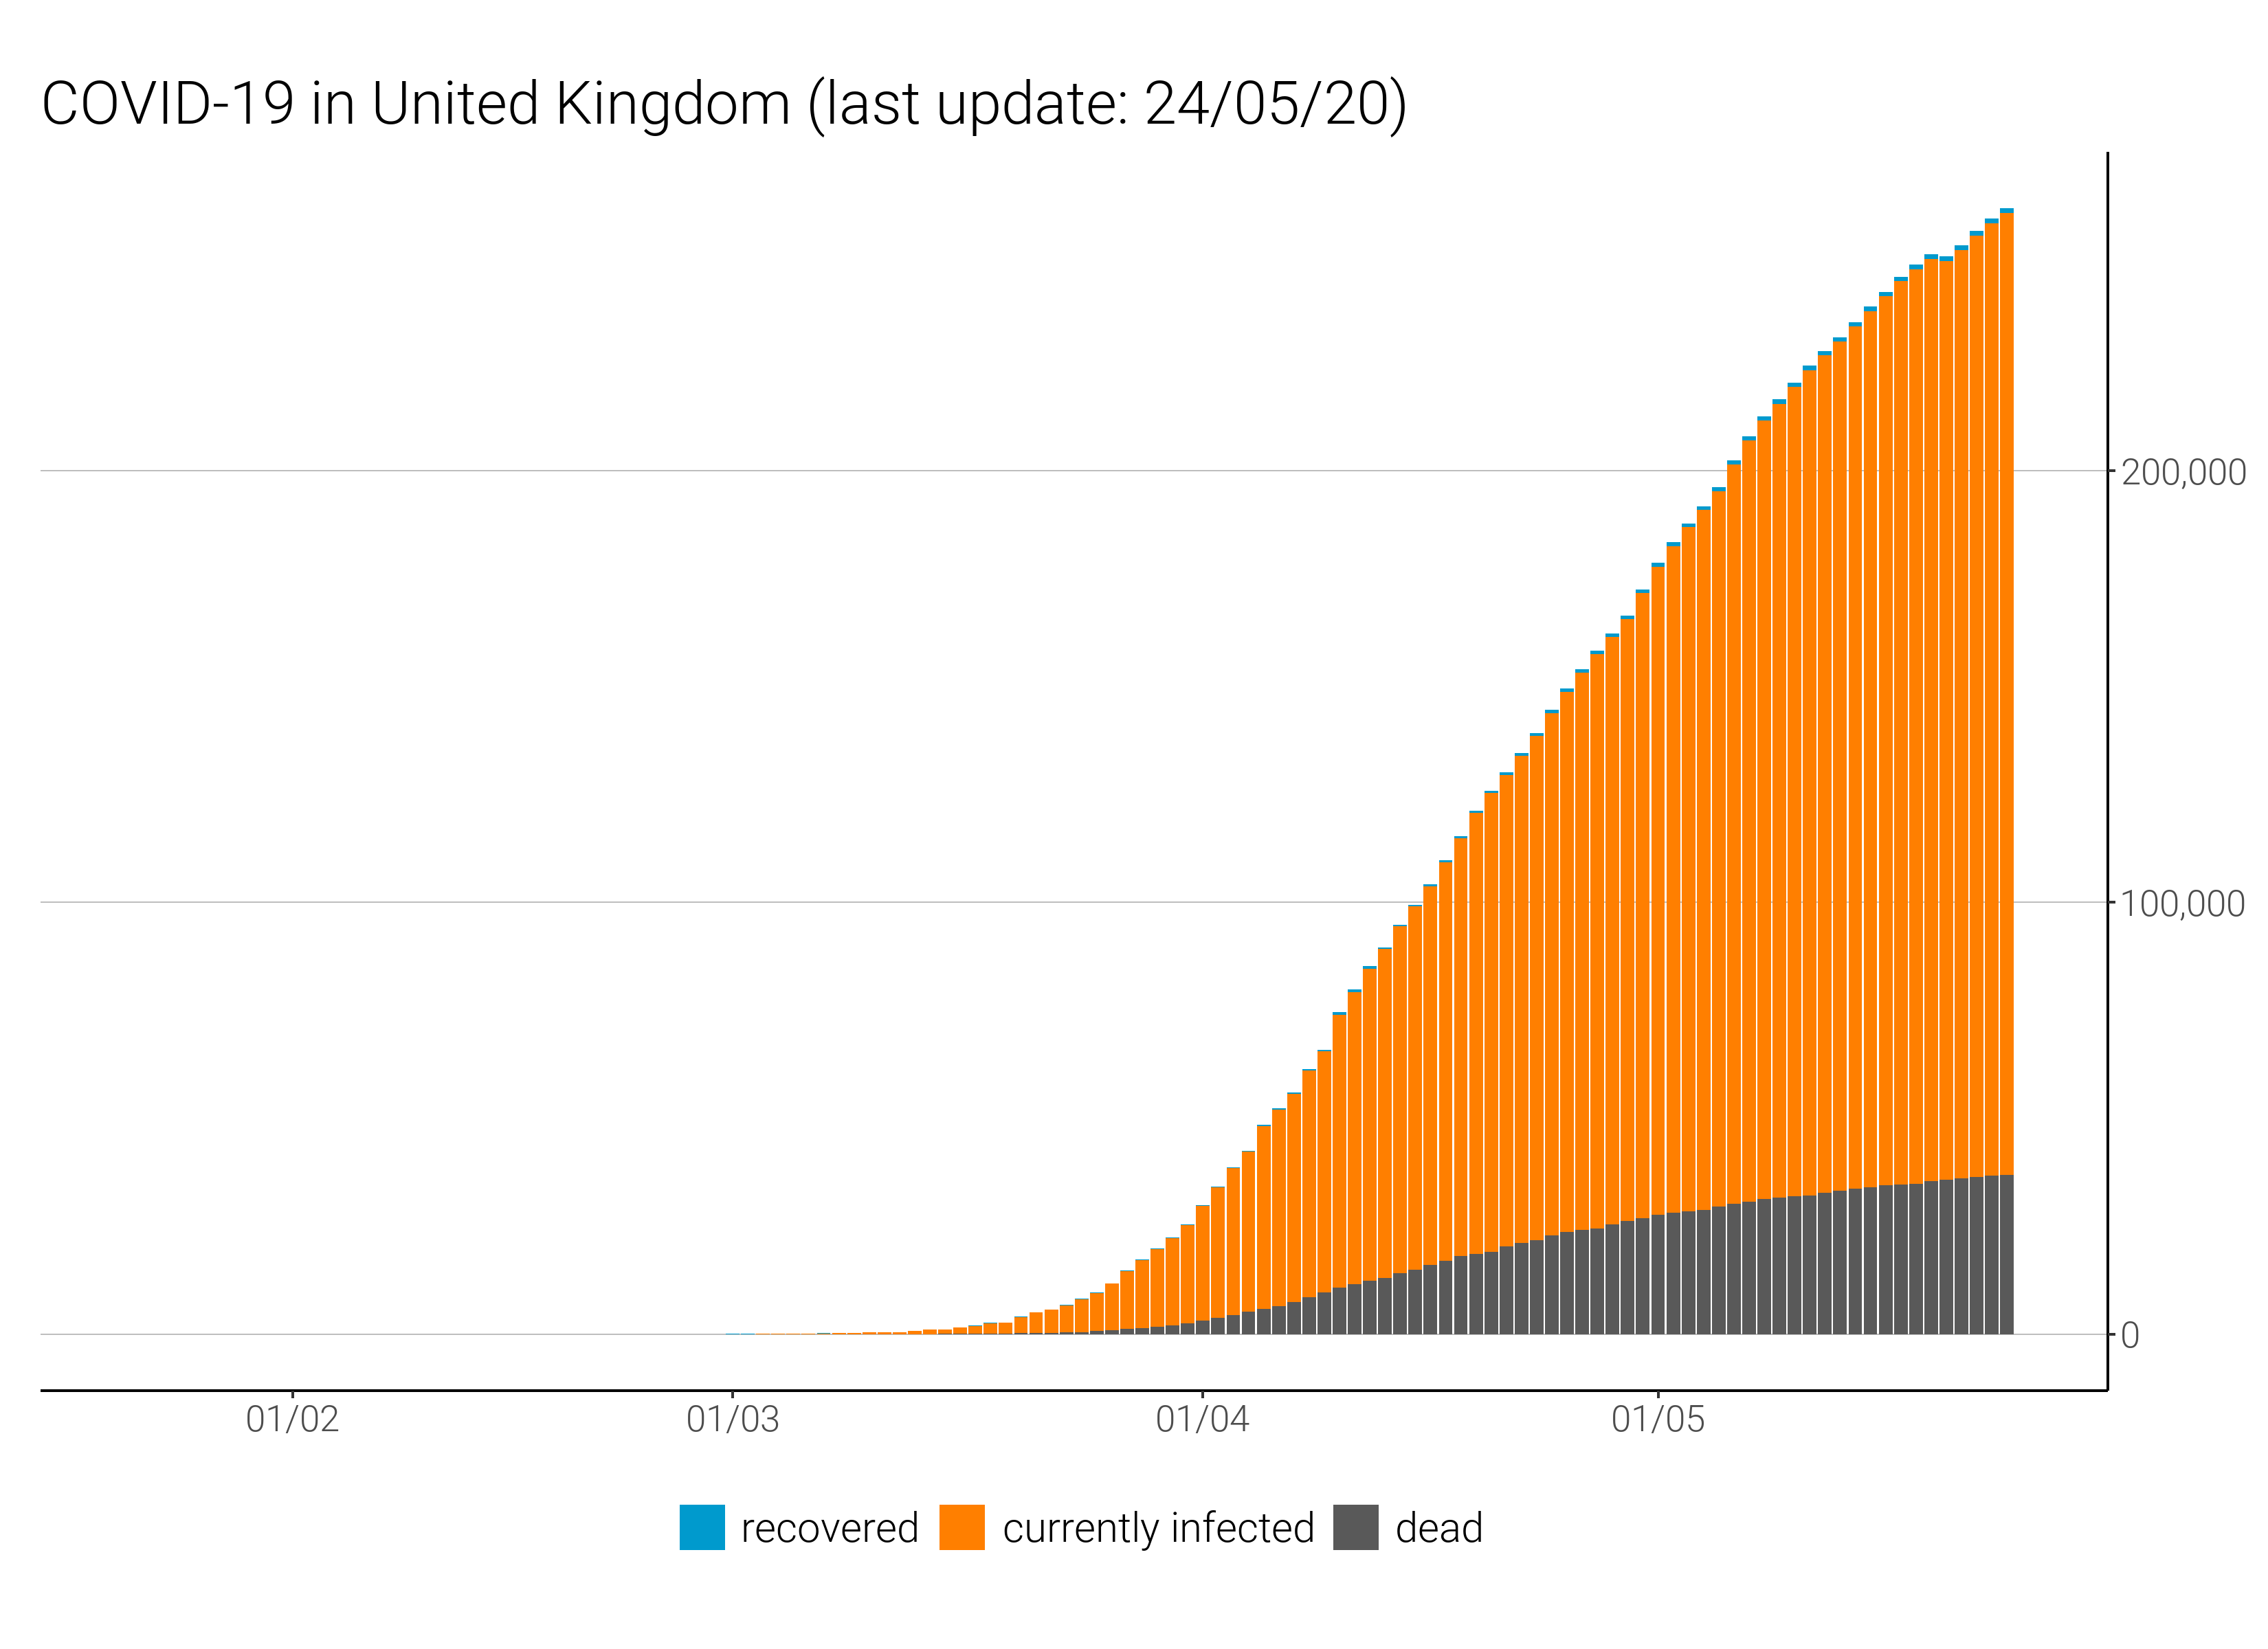 COVID-19 in United Kingdom (last update: 24/05/20)
200,000
100,000
0
01/02 01/03 01/04 01/05
recovered currently infected dead